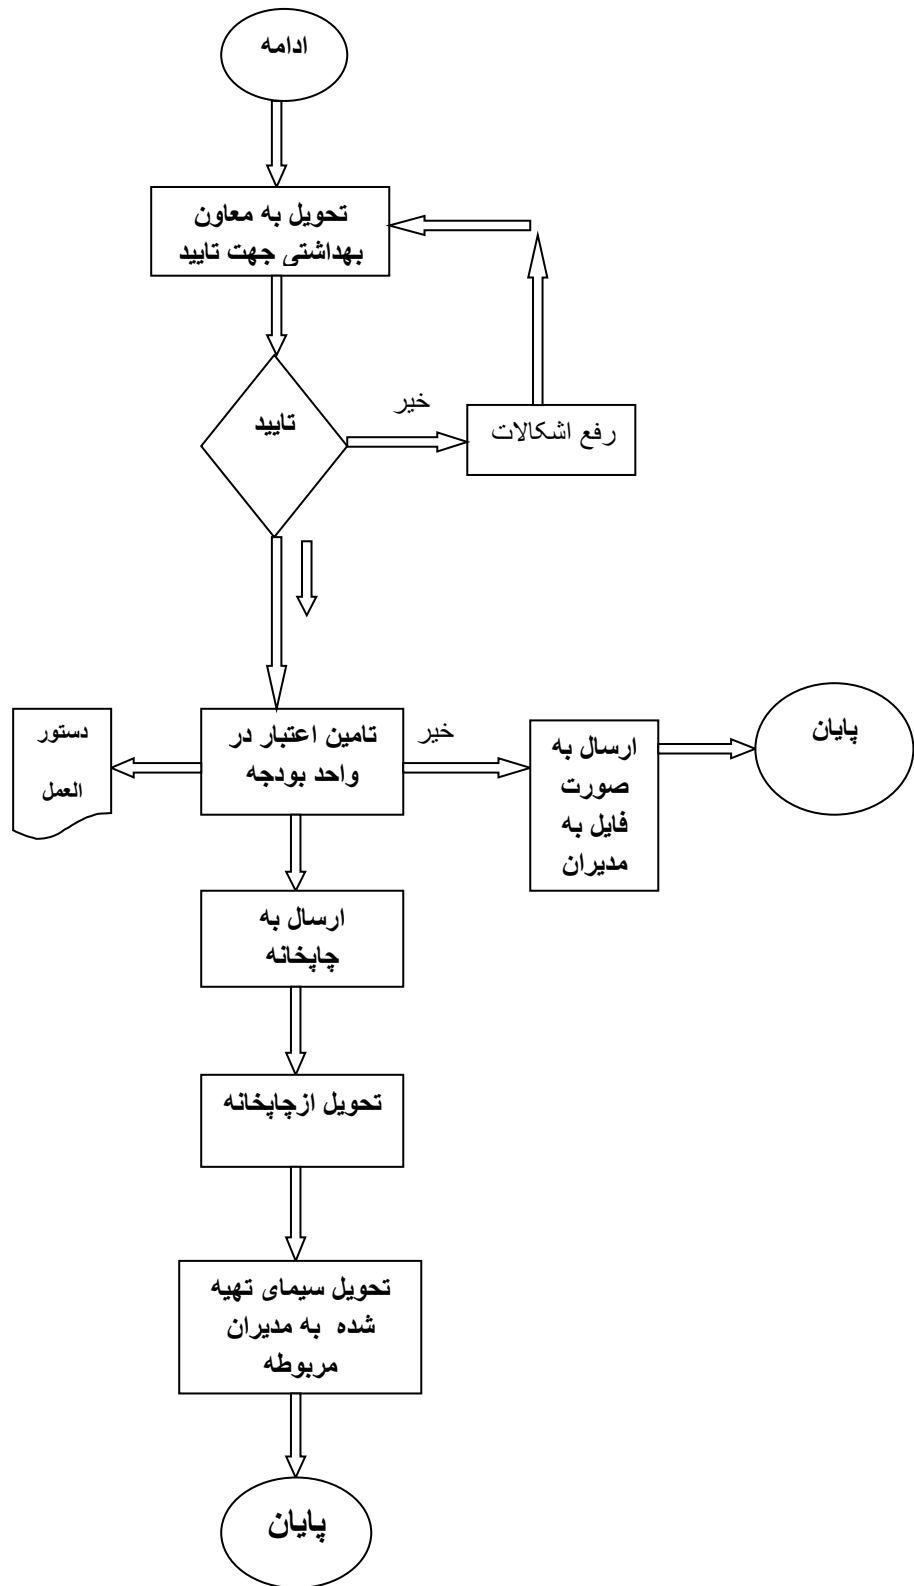 ادامه
تحویل به معاون
بهداشتی جهت تایید
تایید
خیر
رفع اشکالات
دستور
العمل
تامین اعتبار در
واحد بودجه
خیر
ارسال به
صورت
فایل به
مدیران
پایان
ارسال به
چاپخانه
تحویل ازچاپخانه
تحویل سیمای تهیه
شده به مدیران
مربوطه
پایان